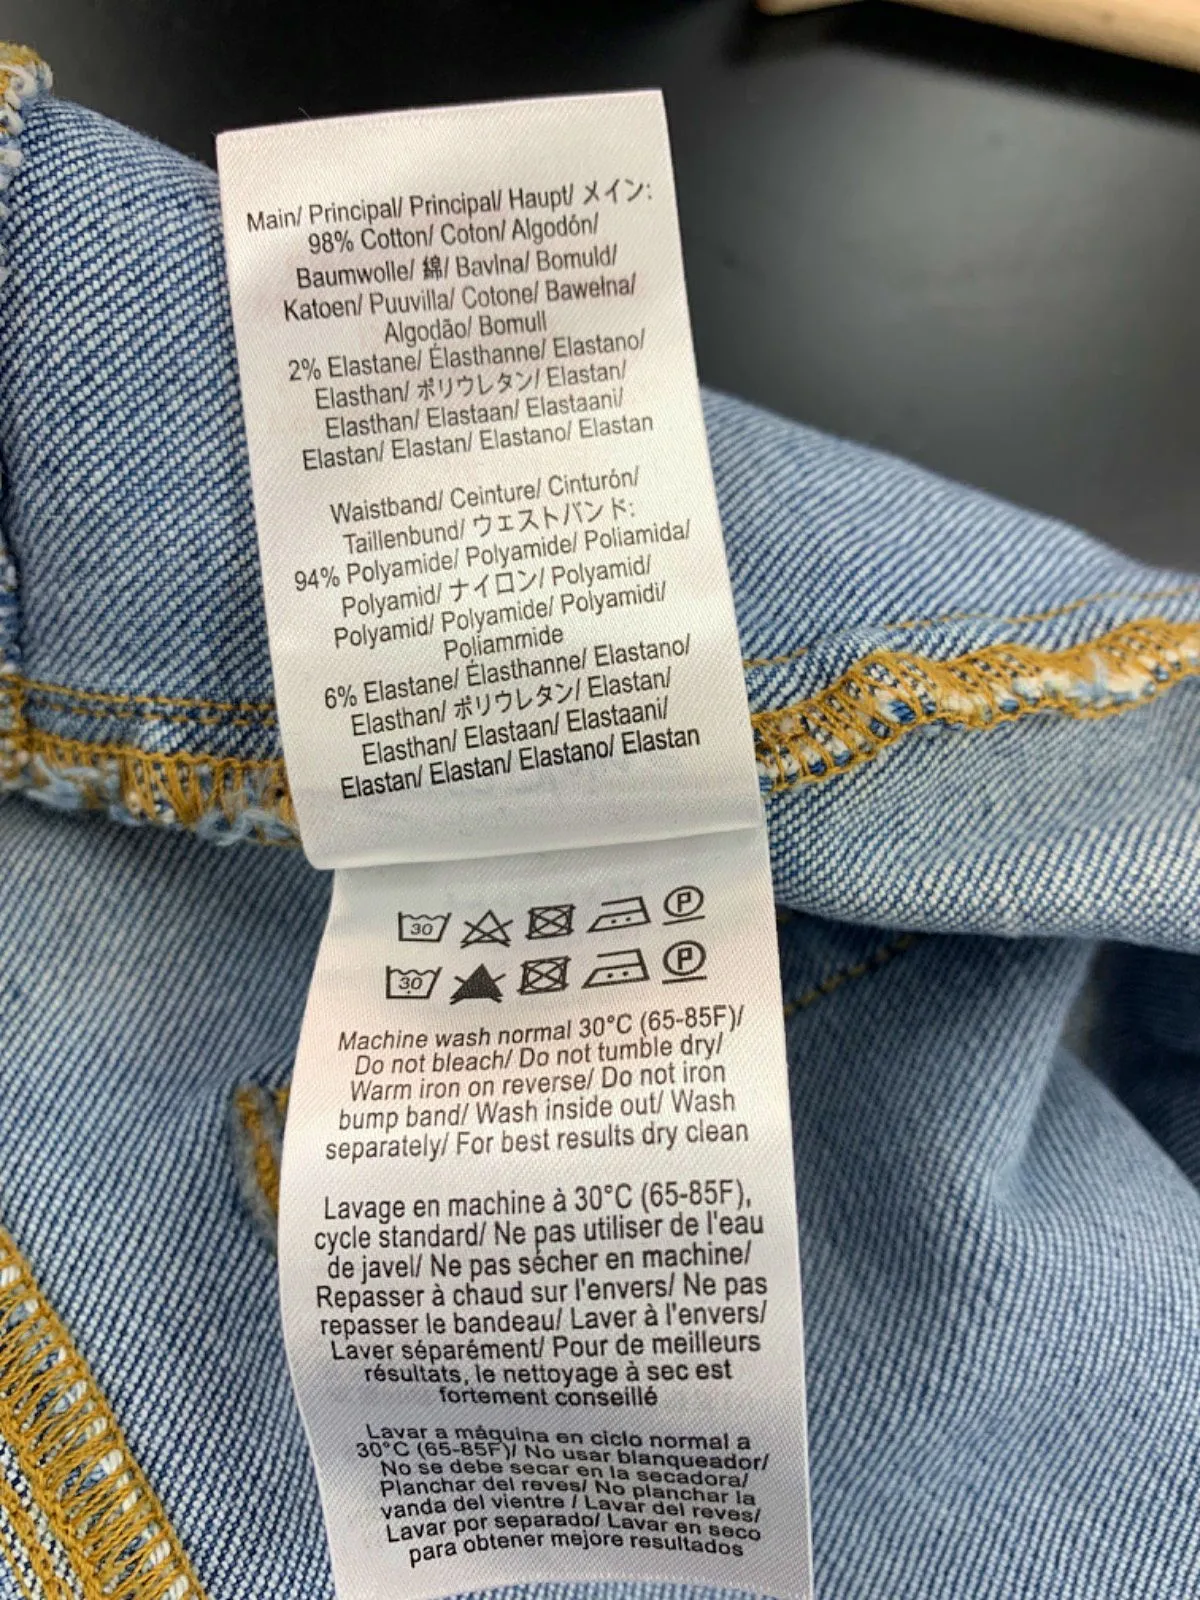 Main/ Principal/ Principal/ Haupt/ メイン:
98% Cotton/ Coton/ Algodón/
Baumwolle/ 綿/ Bavlna/ Bomuld/
Katoen/ Puuvilla/ Cotone/ Bawełna/
Algodão/ Bomull
2% Elastane/ Élasthanne/ Elastano/
Elasthan/ ポリウレタン/ Elastan/
Elasthan/ Elastaan/ Elastaani/
Elastan/ Elastan/ Elastano/ Elastan
Waistband/ Ceinture/ Cinturón/
Taillenbund/ ウェストバンド:
94% Polyamide/ Polyamide/ Poliamida/
Polyamid/ ナイロン/ Polyamid/
Polyamid/ Polyamide/ Polyamidi/
Poliammide
6% Elastane/ Élasthanne/ Elastano/
Elasthan/ ポリウレタン/ Elastan/
Elasthan/ Elastaan/ Elastaani/
Elastan/ Elastan/ Elastano/ Elastan
30 P
30 P
Machine wash normal 30°C (65-85F)/
Do not bleach/ Do not tumble dry/
Warm iron on reverse/ Do not iron
bump band/ Wash inside out/ Wash
separately/ For best results dry clean
Lavage en machine à 30°C (65-85F),
cycle standard/ Ne pas utiliser de l'eau
de javel/ Ne pas sécher en machine/
Repasser à chaud sur l'envers/ Ne pas
repasser le bandeau/ Laver à l'envers/
Laver séparément/ Pour de meilleurs
résultats, le nettoyage à sec est
fortement conseillé
Lavar a máquina en ciclo normal a
30°C (65-85F)/ No usar blanqueador/
No se debe secar en la secadora/
Planchar del reves/ No planchar la
vanda del vientre / Lavar del reves/
Lavar por separado/ Lavar en seco
para obtener mejore resultados